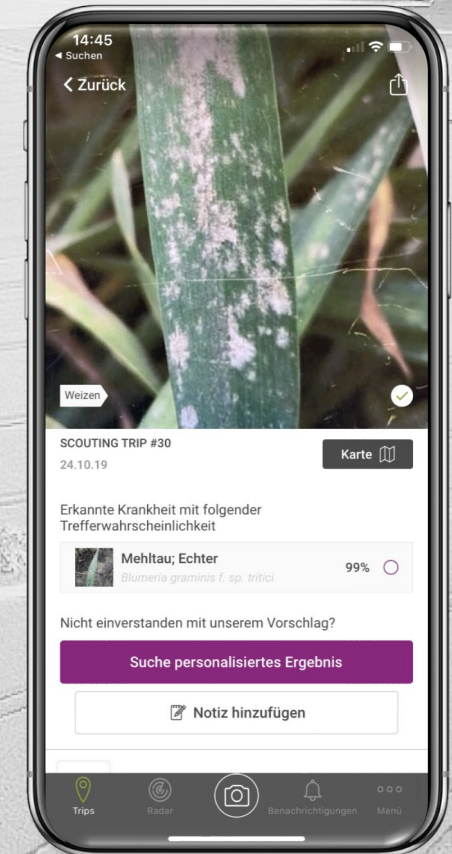 14:45
◄ Suchen
Zurück
Weizen
SCOUTING TRIP #30
24.10.19
Karte
Erkannte Krankheit mit folgender
Trefferwahrscheinlichkeit
Mehltau; Echter
99%
Blumeria graminis f. sp. tritici
Nicht einverstanden mit unserem Vorschlag?
Suche personalisiertes Ergebnis
Notiz hinzufügen
Trips
Radar
Benachrichtigungen
Menü